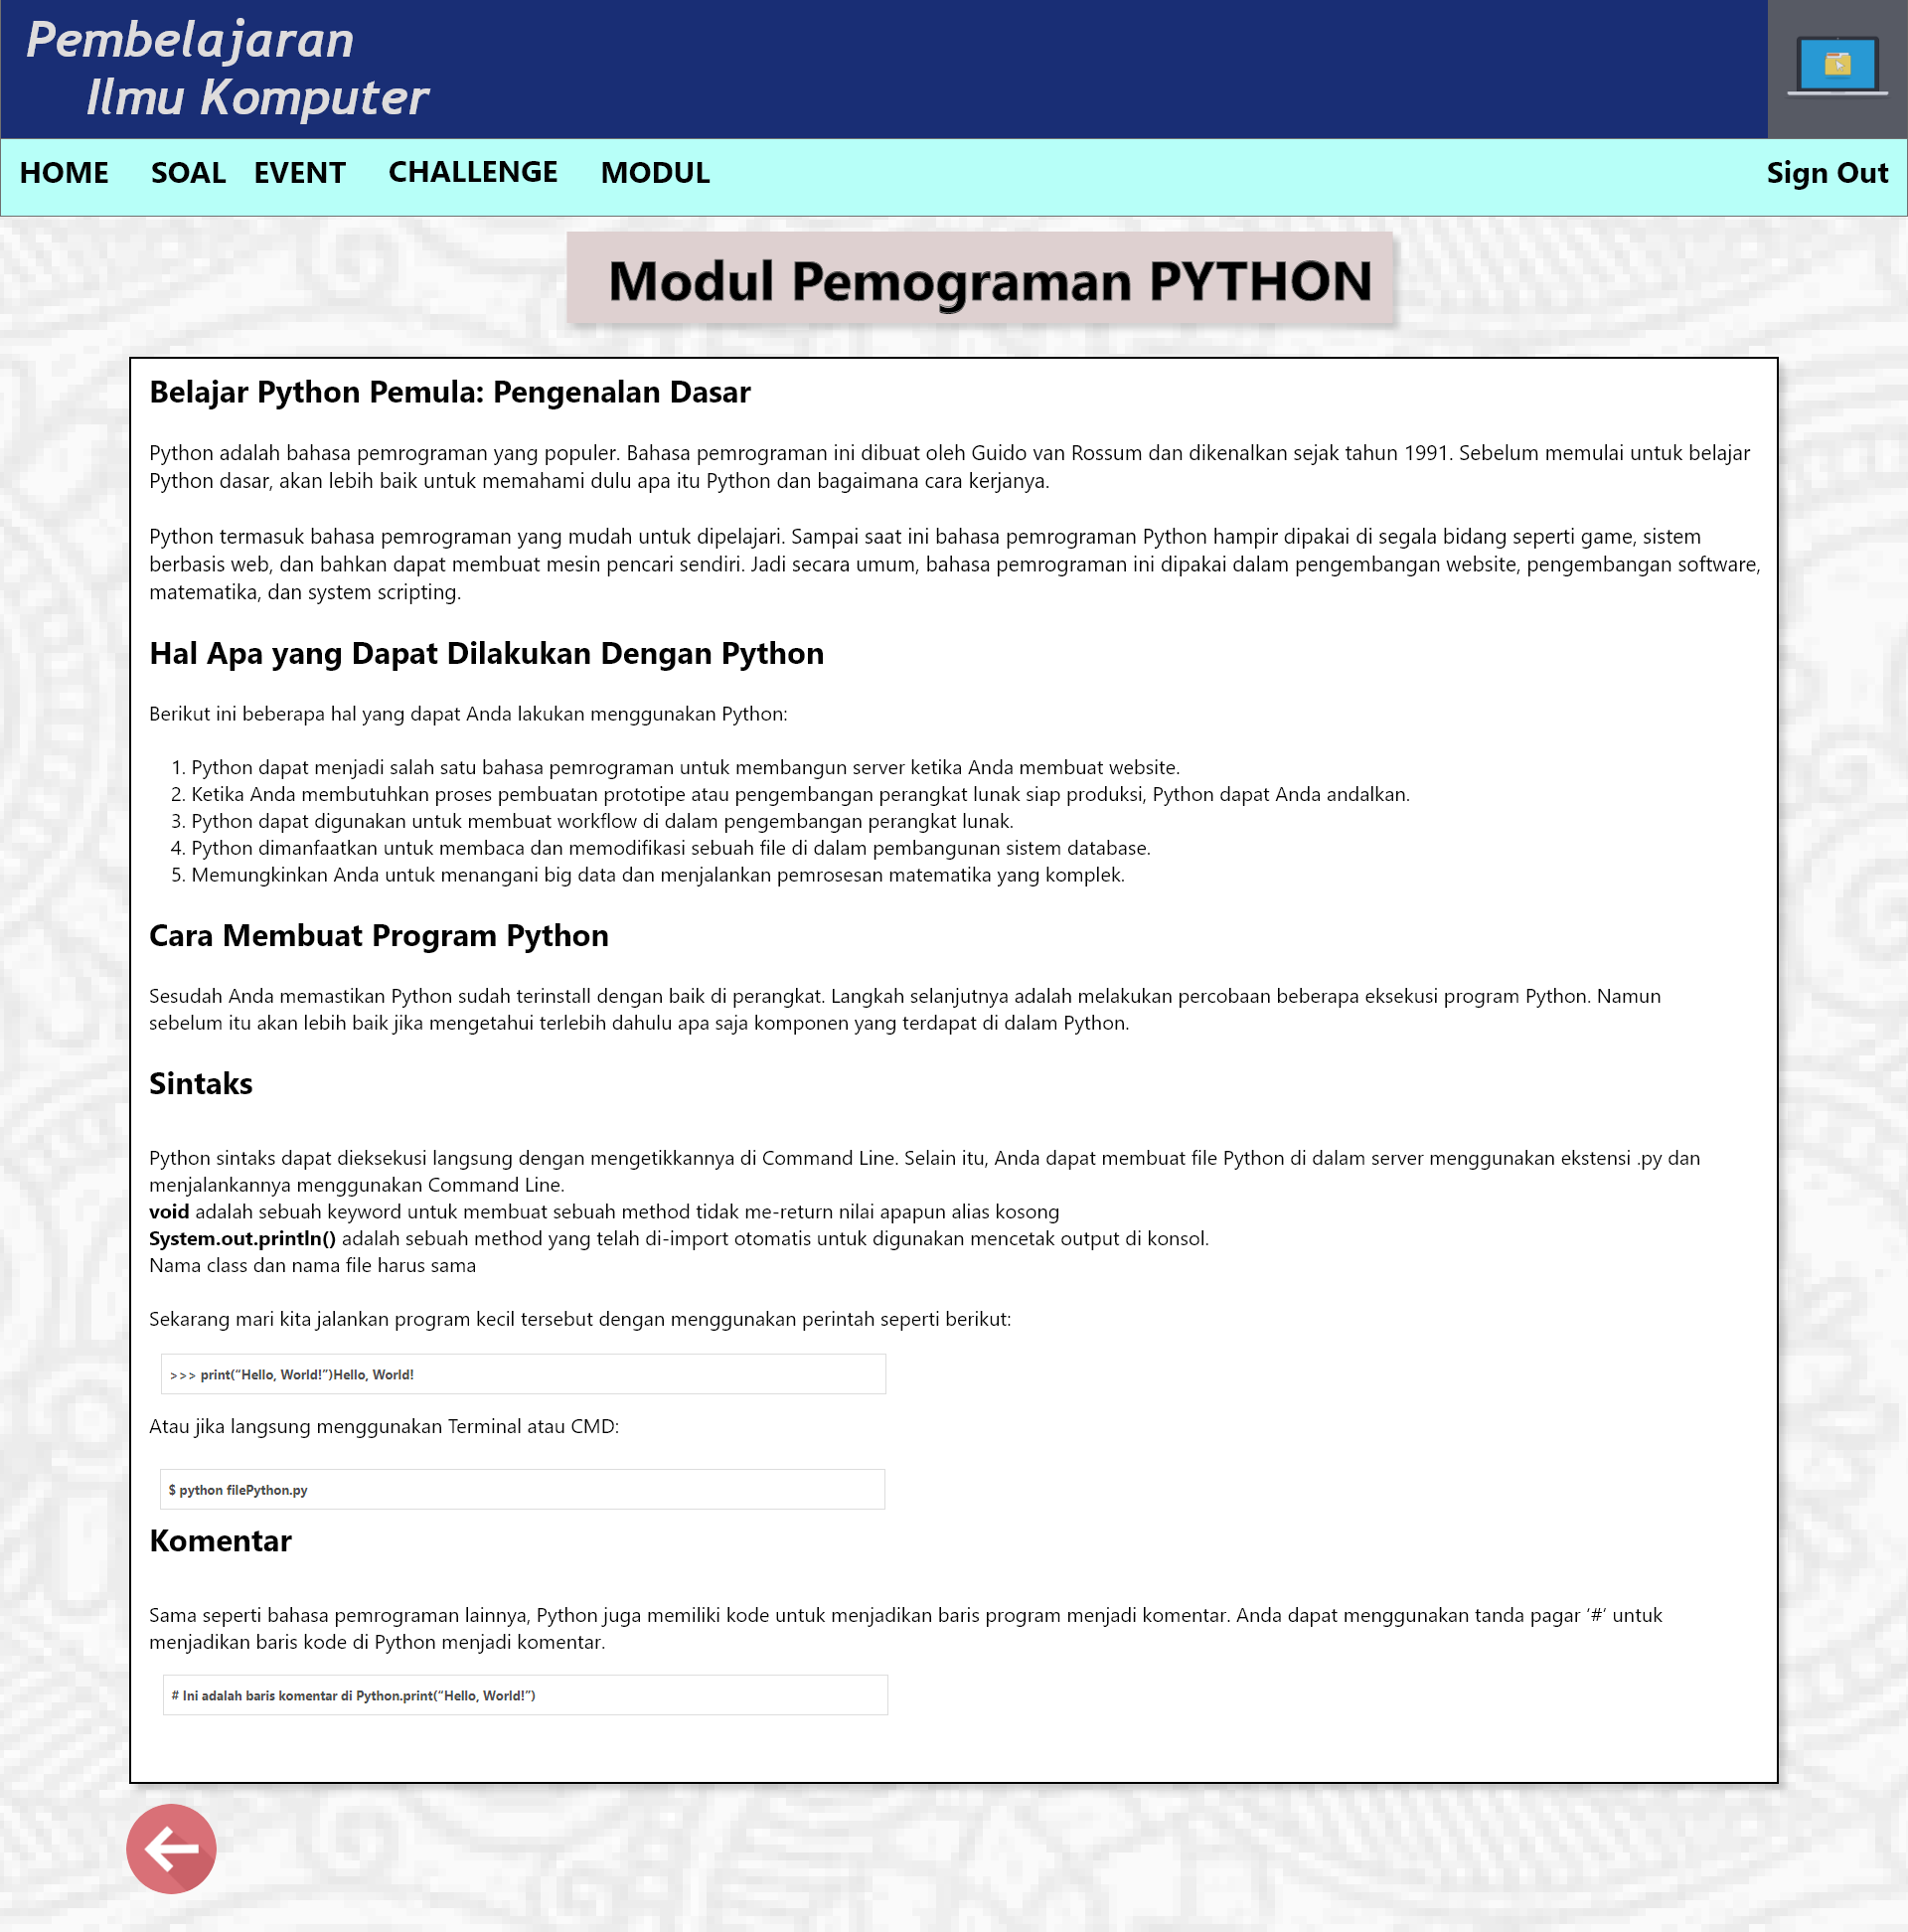 Pembelajaran
Ilmu Komputer
HOME SOAL EVENT CHALLENGE MODUL Sign Out
Modul Pemograman PYTHON
Belajar Python Pemula: Pengenalan Dasar
Python adalah bahasa pemrograman yang populer. Bahasa pemrograman ini dibuat oleh Guido van Rossum dan dikenalkan sejak tahun 1991. Sebelum memulai untuk belajar
Python dasar, akan lebih baik untuk memahami dulu apa itu Python dan bagaimana cara kerjanya.
Python termasuk bahasa pemrograman yang mudah untuk dipelajari. Sampai saat ini bahasa pemrograman Python hampir dipakai di segala bidang seperti game, sistem
berbasis web, dan bahkan dapat membuat mesin pencari sendiri. Jadi secara umum, bahasa pemrograman ini dipakai dalam pengembangan website, pengembangan software,
matematika, dan system scripting.
Hal Apa yang Dapat Dilakukan Dengan Python
Berikut ini beberapa hal yang dapat Anda lakukan menggunakan Python:
1. Python dapat menjadi salah satu bahasa pemrograman untuk membangun server ketika Anda membuat website.
2. Ketika Anda membutuhkan proses pembuatan prototipe atau pengembangan perangkat lunak siap produksi, Python dapat Anda andalkan.
3. Python dapat digunakan untuk membuat workflow di dalam pengembangan perangkat lunak.
4. Python dimanfaatkan untuk membaca dan memodifikasi sebuah file di dalam pembangunan sistem database.
5. Memungkinkan Anda untuk menangani big data dan menjalankan pemrosesan matematika yang komplek.
Cara Membuat Program Python
Sesudah Anda memastikan Python sudah terinstall dengan baik di perangkat. Langkah selanjutnya adalah melakukan percobaan beberapa eksekusi program Python. Namun
sebelum itu akan lebih baik jika mengetahui terlebih dahulu apa saja komponen yang terdapat di dalam Python.
Sintaks
Python sintaks dapat dieksekusi langsung dengan mengetikkannya di Command Line. Selain itu, Anda dapat membuat file Python di dalam server menggunakan ekstensi .py dan
menjalankannya menggunakan Command Line.
void adalah sebuah keyword untuk membuat sebuah method tidak me-return nilai apapun alias kosong
System.out.println() adalah sebuah method yang telah di-import otomatis untuk digunakan mencetak output di konsol.
Nama class dan nama file harus sama
Sekarang mari kita jalankan program kecil tersebut dengan menggunakan perintah seperti berikut:
>>> print(“Hello, World!”)Hello, World!
Atau jika langsung menggunakan Terminal atau CMD:
$ python filePython.py
Komentar
Sama seperti bahasa pemrograman lainnya, Python juga memiliki kode untuk menjadikan baris program menjadi komentar. Anda dapat menggunakan tanda pagar ‘#’ untuk
menjadikan baris kode di Python menjadi komentar.
# Ini adalah baris komentar di Python.print(“Hello, World!”)